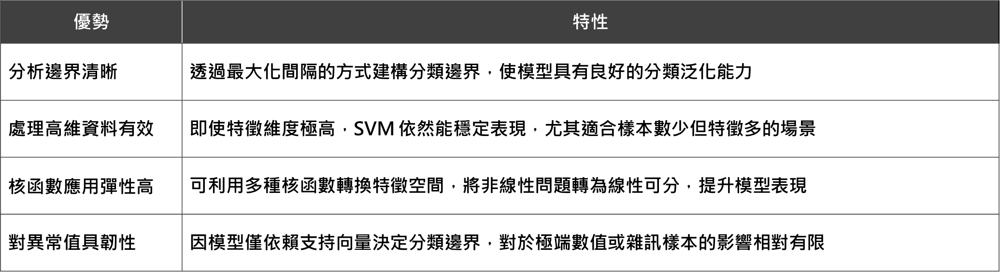 優勢 特性
分析邊界清晰 透過最大化間隔的方式建構分類邊界，使模型具有良好的分類泛化能力
處理高維資料有效 即使特徵維度極高，SVM 依然能穩定表現，尤其適合樣本數少但特徵多的場景
核函數應用彈性高 可利用多種核函數轉換特徵空間，將非線性問題轉為線性可分，提升模型表現
對異常值具韌性 因模型僅依賴支持向量決定分類邊界，對於極端數值或雜訊樣本的影響相對有限